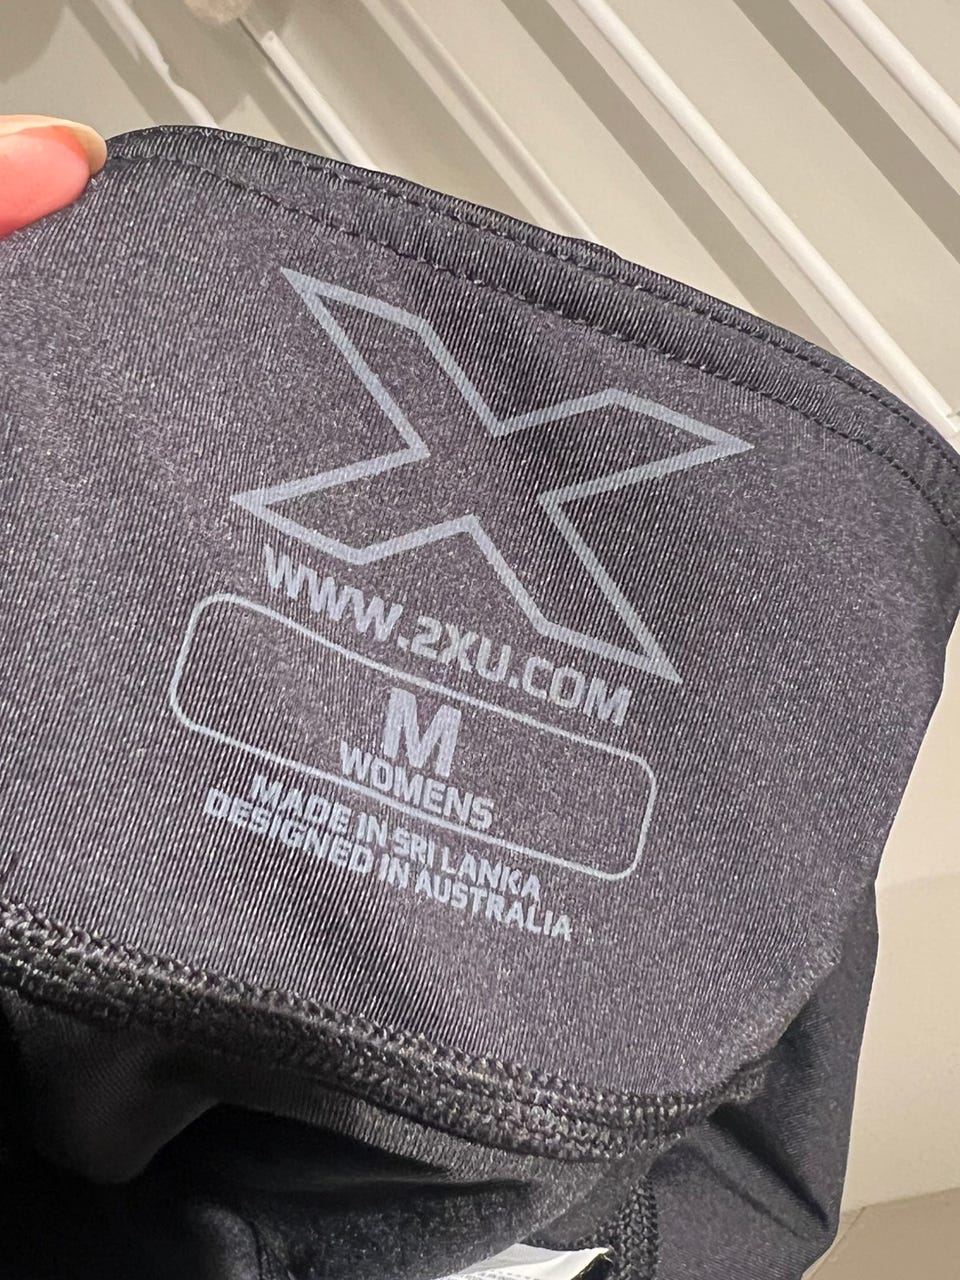 X
WWW.2XU.COM
M
WOMENS
MADE IN SRI LANKA
DESIGNED IN AUSTRALIA